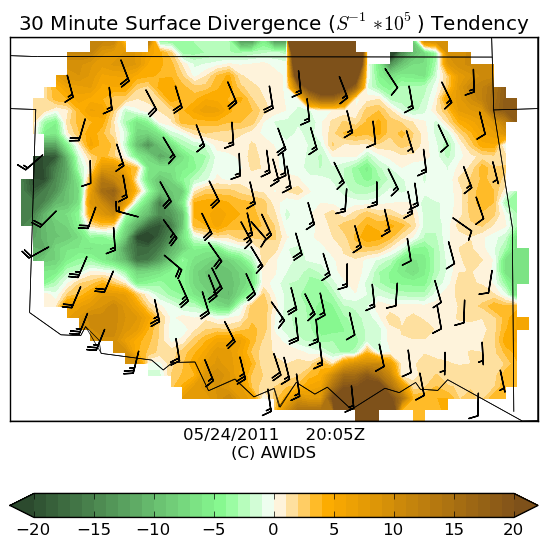 30 Minute Surface Divergence (S⁻¹ *10⁵ ) Tendency
05/24/2011 20:05Z
(C) AWIDS
−20 −15 −10 −5 0 5 10 15 20